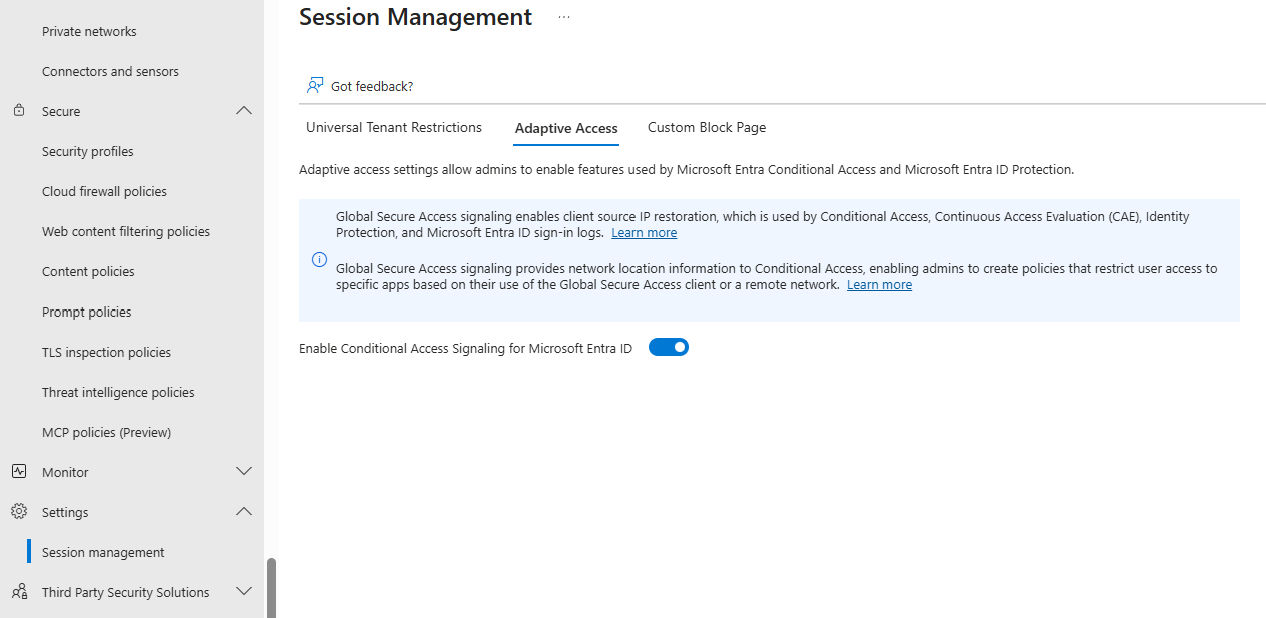 Private networks
Connectors and sensors
Secure
Security profiles
Cloud firewall policies
Web content filtering policies
Content policies
Prompt policies
TLS inspection policies
Threat intelligence policies
MCP policies (Preview)
Monitor
Settings
Session management
Third Party Security Solutions
Session Management ...
Got feedback?
Universal Tenant Restrictions Adaptive Access Custom Block Page
Adaptive access settings allow admins to enable features used by Microsoft Entra Conditional Access and Microsoft Entra ID Protection.
Global Secure Access signaling enables client source IP restoration, which is used by Conditional Access, Continuous Access Evaluation (CAE), Identity
Protection, and Microsoft Entra ID sign-in logs. Learn more
Global Secure Access signaling provides network location information to Conditional Access, enabling admins to create policies that restrict user access to
specific apps based on their use of the Global Secure Access client or a remote network. Learn more
Enable Conditional Access Signaling for Microsoft Entra ID